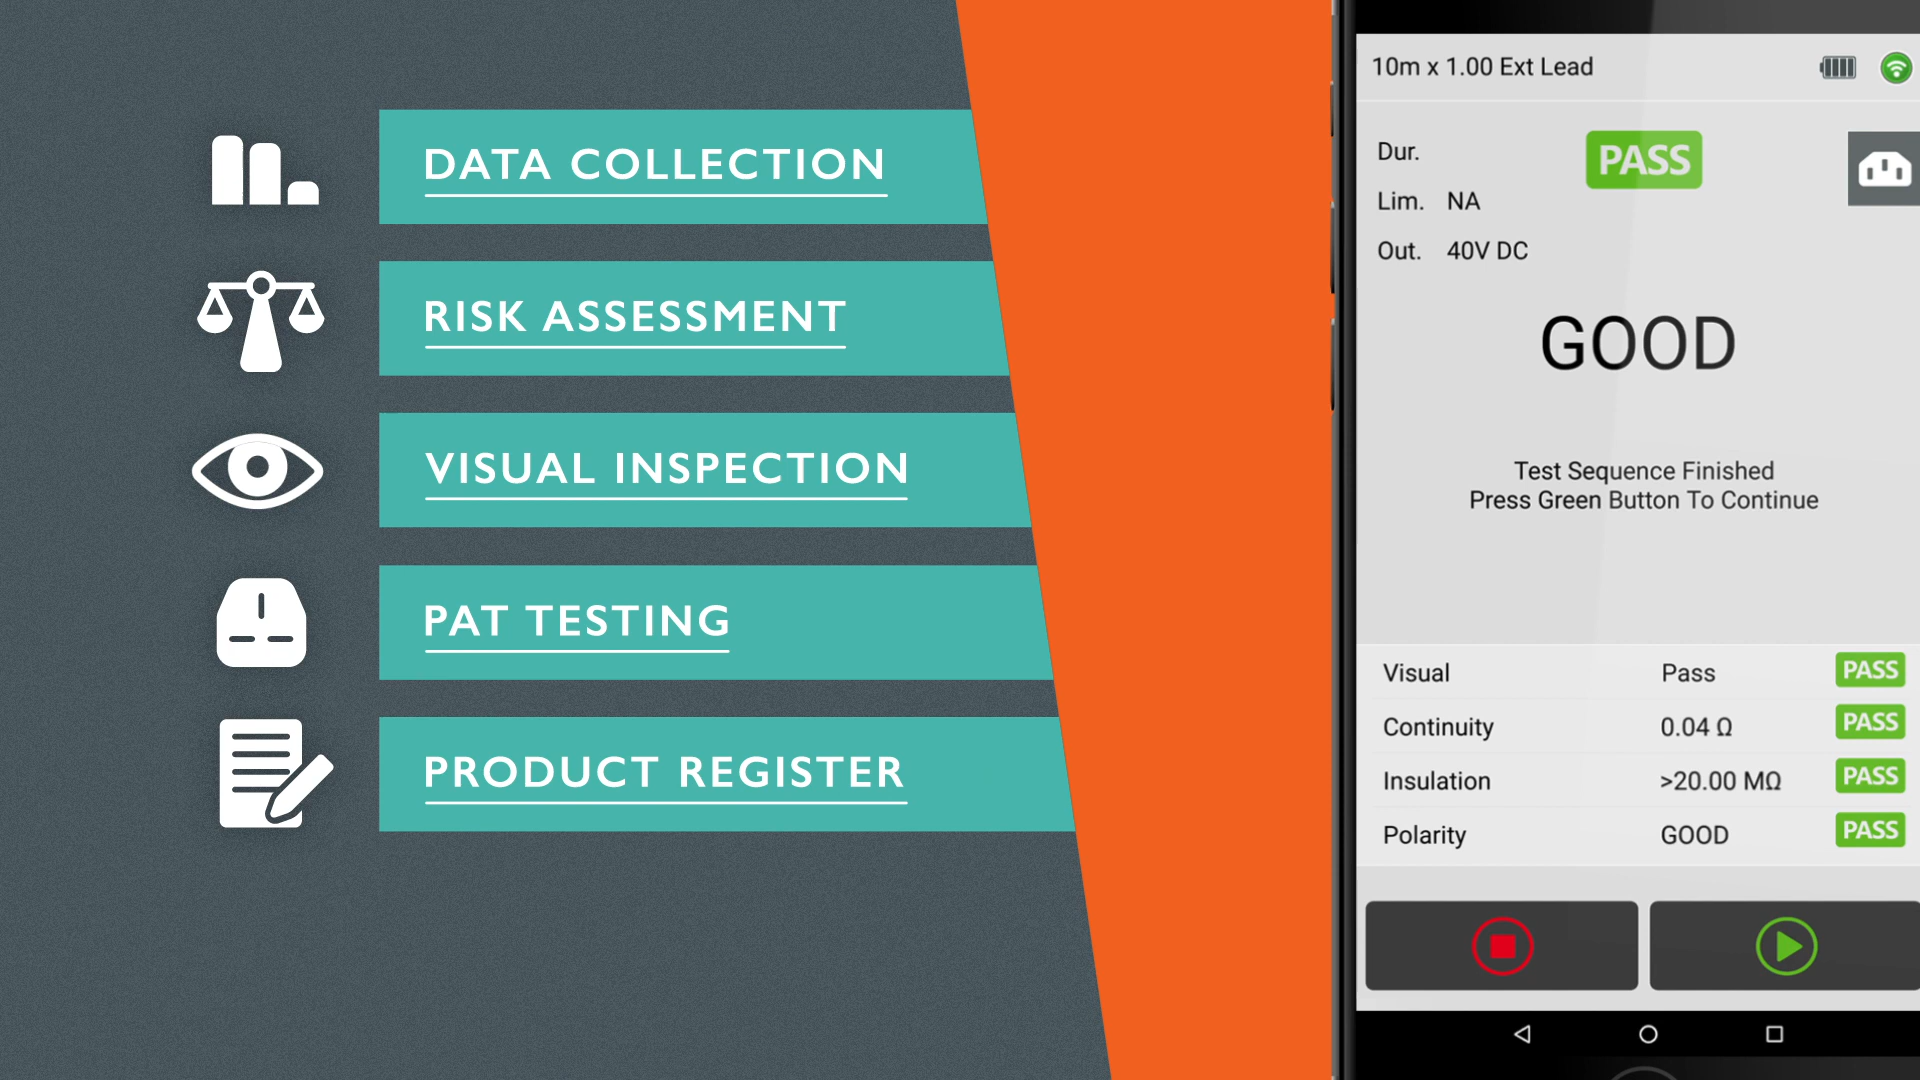 DATA COLLECTION
RISK ASSESSMENT
VISUAL INSPECTION
PAT TESTING
PRODUCT REGISTER
10m x 1.00 Ext Lead
Dur.
PASS
Lim. NA
Out. 40V DC
GOOD
Test Sequence Finished
Press Green Button To Continue
Visual Pass PASS
Continuity 0.04 Ω PASS
Insulation >20.00 MΩ PASS
Polarity GOOD PASS